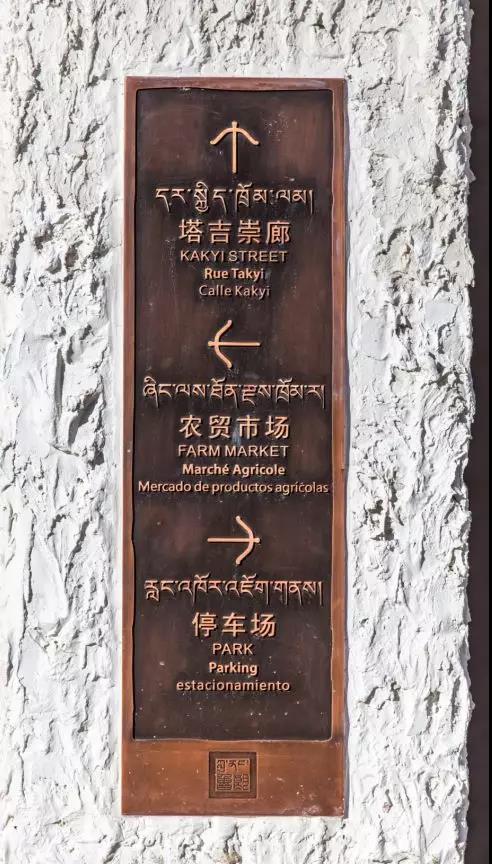 དར་སྐྱིད་ཁྲོམ་ལམ།
塔吉崇廊
KAKYI STREET
Rue Takyi
Calle Kakyi
ཞིང་ལས་ཐོན་རྫས་ཁྲོམ་ར།
农贸市场
FARM MARKET
Marché Agricole
Mercado de productos agrícolas
རླང་འཁོར་འཇོག་གནས།
停车场
PARK
Parking
estacionamiento